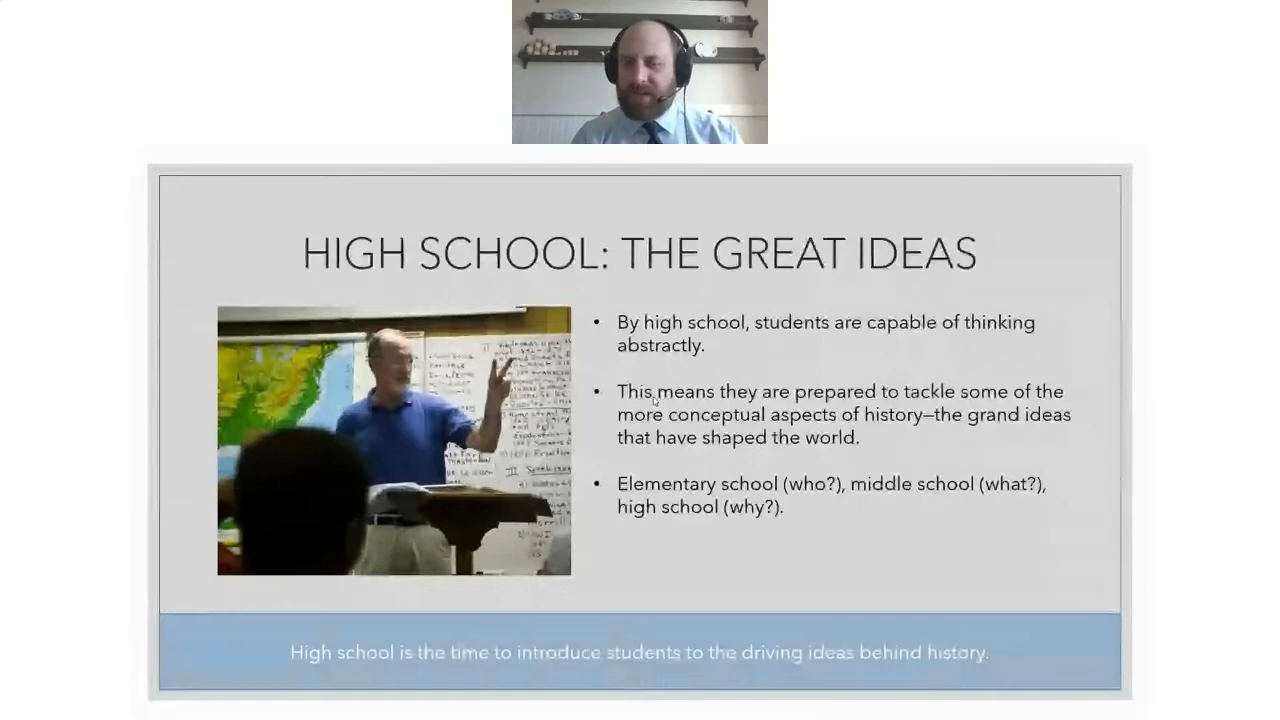 HIGH SCHOOL: THE GREAT IDEAS
• By high school, students are capable of thinking
abstractly.
• This means they are prepared to tackle some of the
more conceptual aspects of history—the grand ideas
that have shaped the world.
• Elementary school (who?), middle school (what?),
high school (why?).
High school is the time to introduce students to the driving ideas behind history.